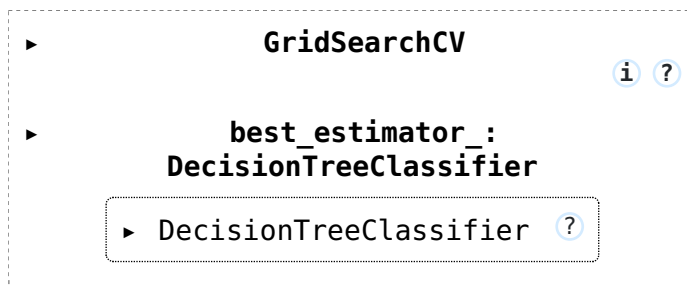 ▸ GridSearchCV
i ?
▸ best_estimator_:
DecisionTreeClassifier
▸ DecisionTreeClassifier ?